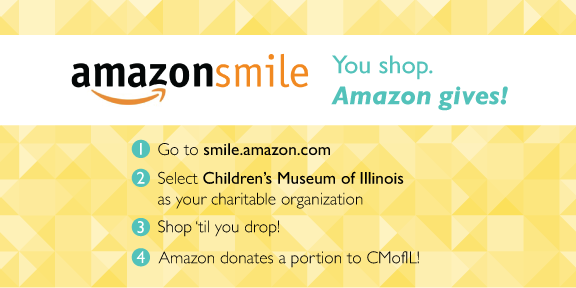 amazonsmile
You shop.
Amazon gives!
1 Go to smile.amazon.com
2 Select Children's Museum of Illinois
as your charitable organization
3 Shop 'til you drop!
4 Amazon donates a portion to CMofIL!